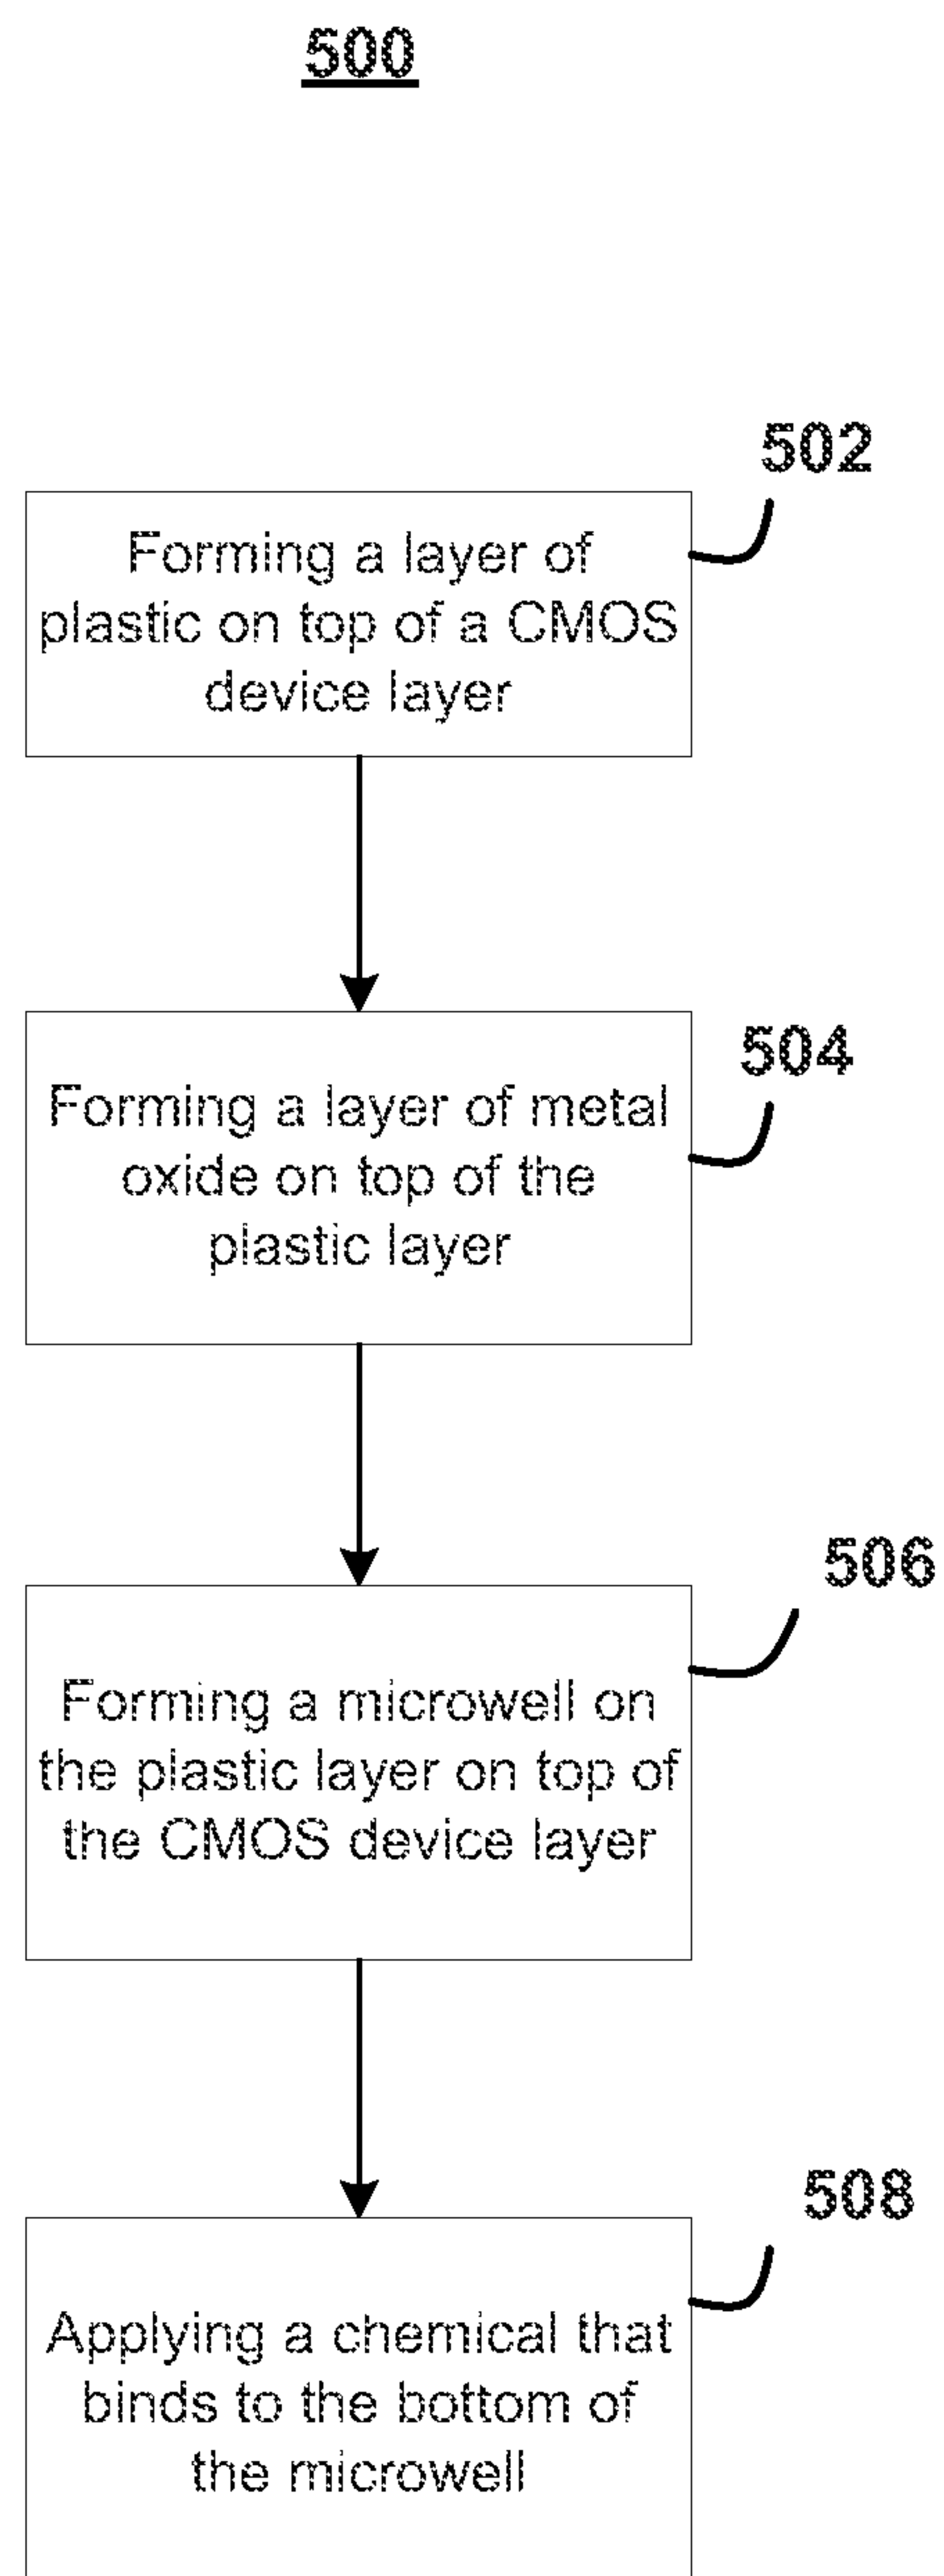 500
502
Forming a layer of
plastic on top of a CMOS
device layer
504
Forming a layer of metal
oxide on top of the
plastic layer
506
Forming a microwell on
the plastic layer on top of
the CMOS device layer
508
Applying a chemical that
binds to the bottom of
the microwell